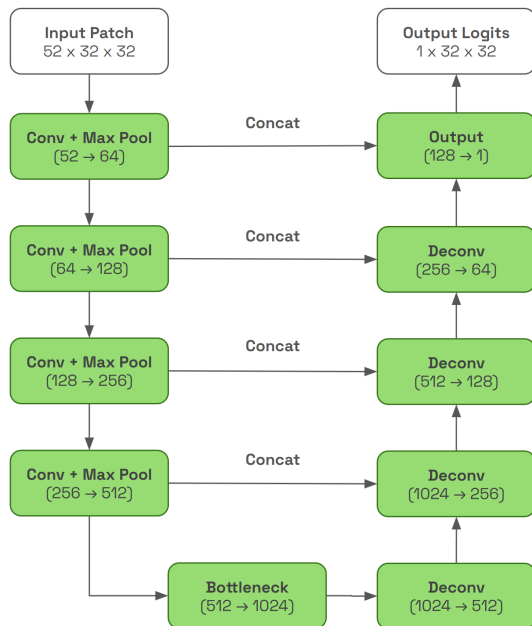 Input Patch
52 x 32 x 32
Output Logits
1 x 32 x 32
Conv + Max Pool
(52 → 64)
Concat
Output
(128 → 1)
Conv + Max Pool
(64 → 128)
Concat
Deconv
(256 → 64)
Conv + Max Pool
(128 → 256)
Concat
Deconv
(512 → 128)
Conv + Max Pool
(256 → 512)
Concat
Deconv
(1024 → 256)
Bottleneck
(512 → 1024)
Deconv
(1024 → 512)